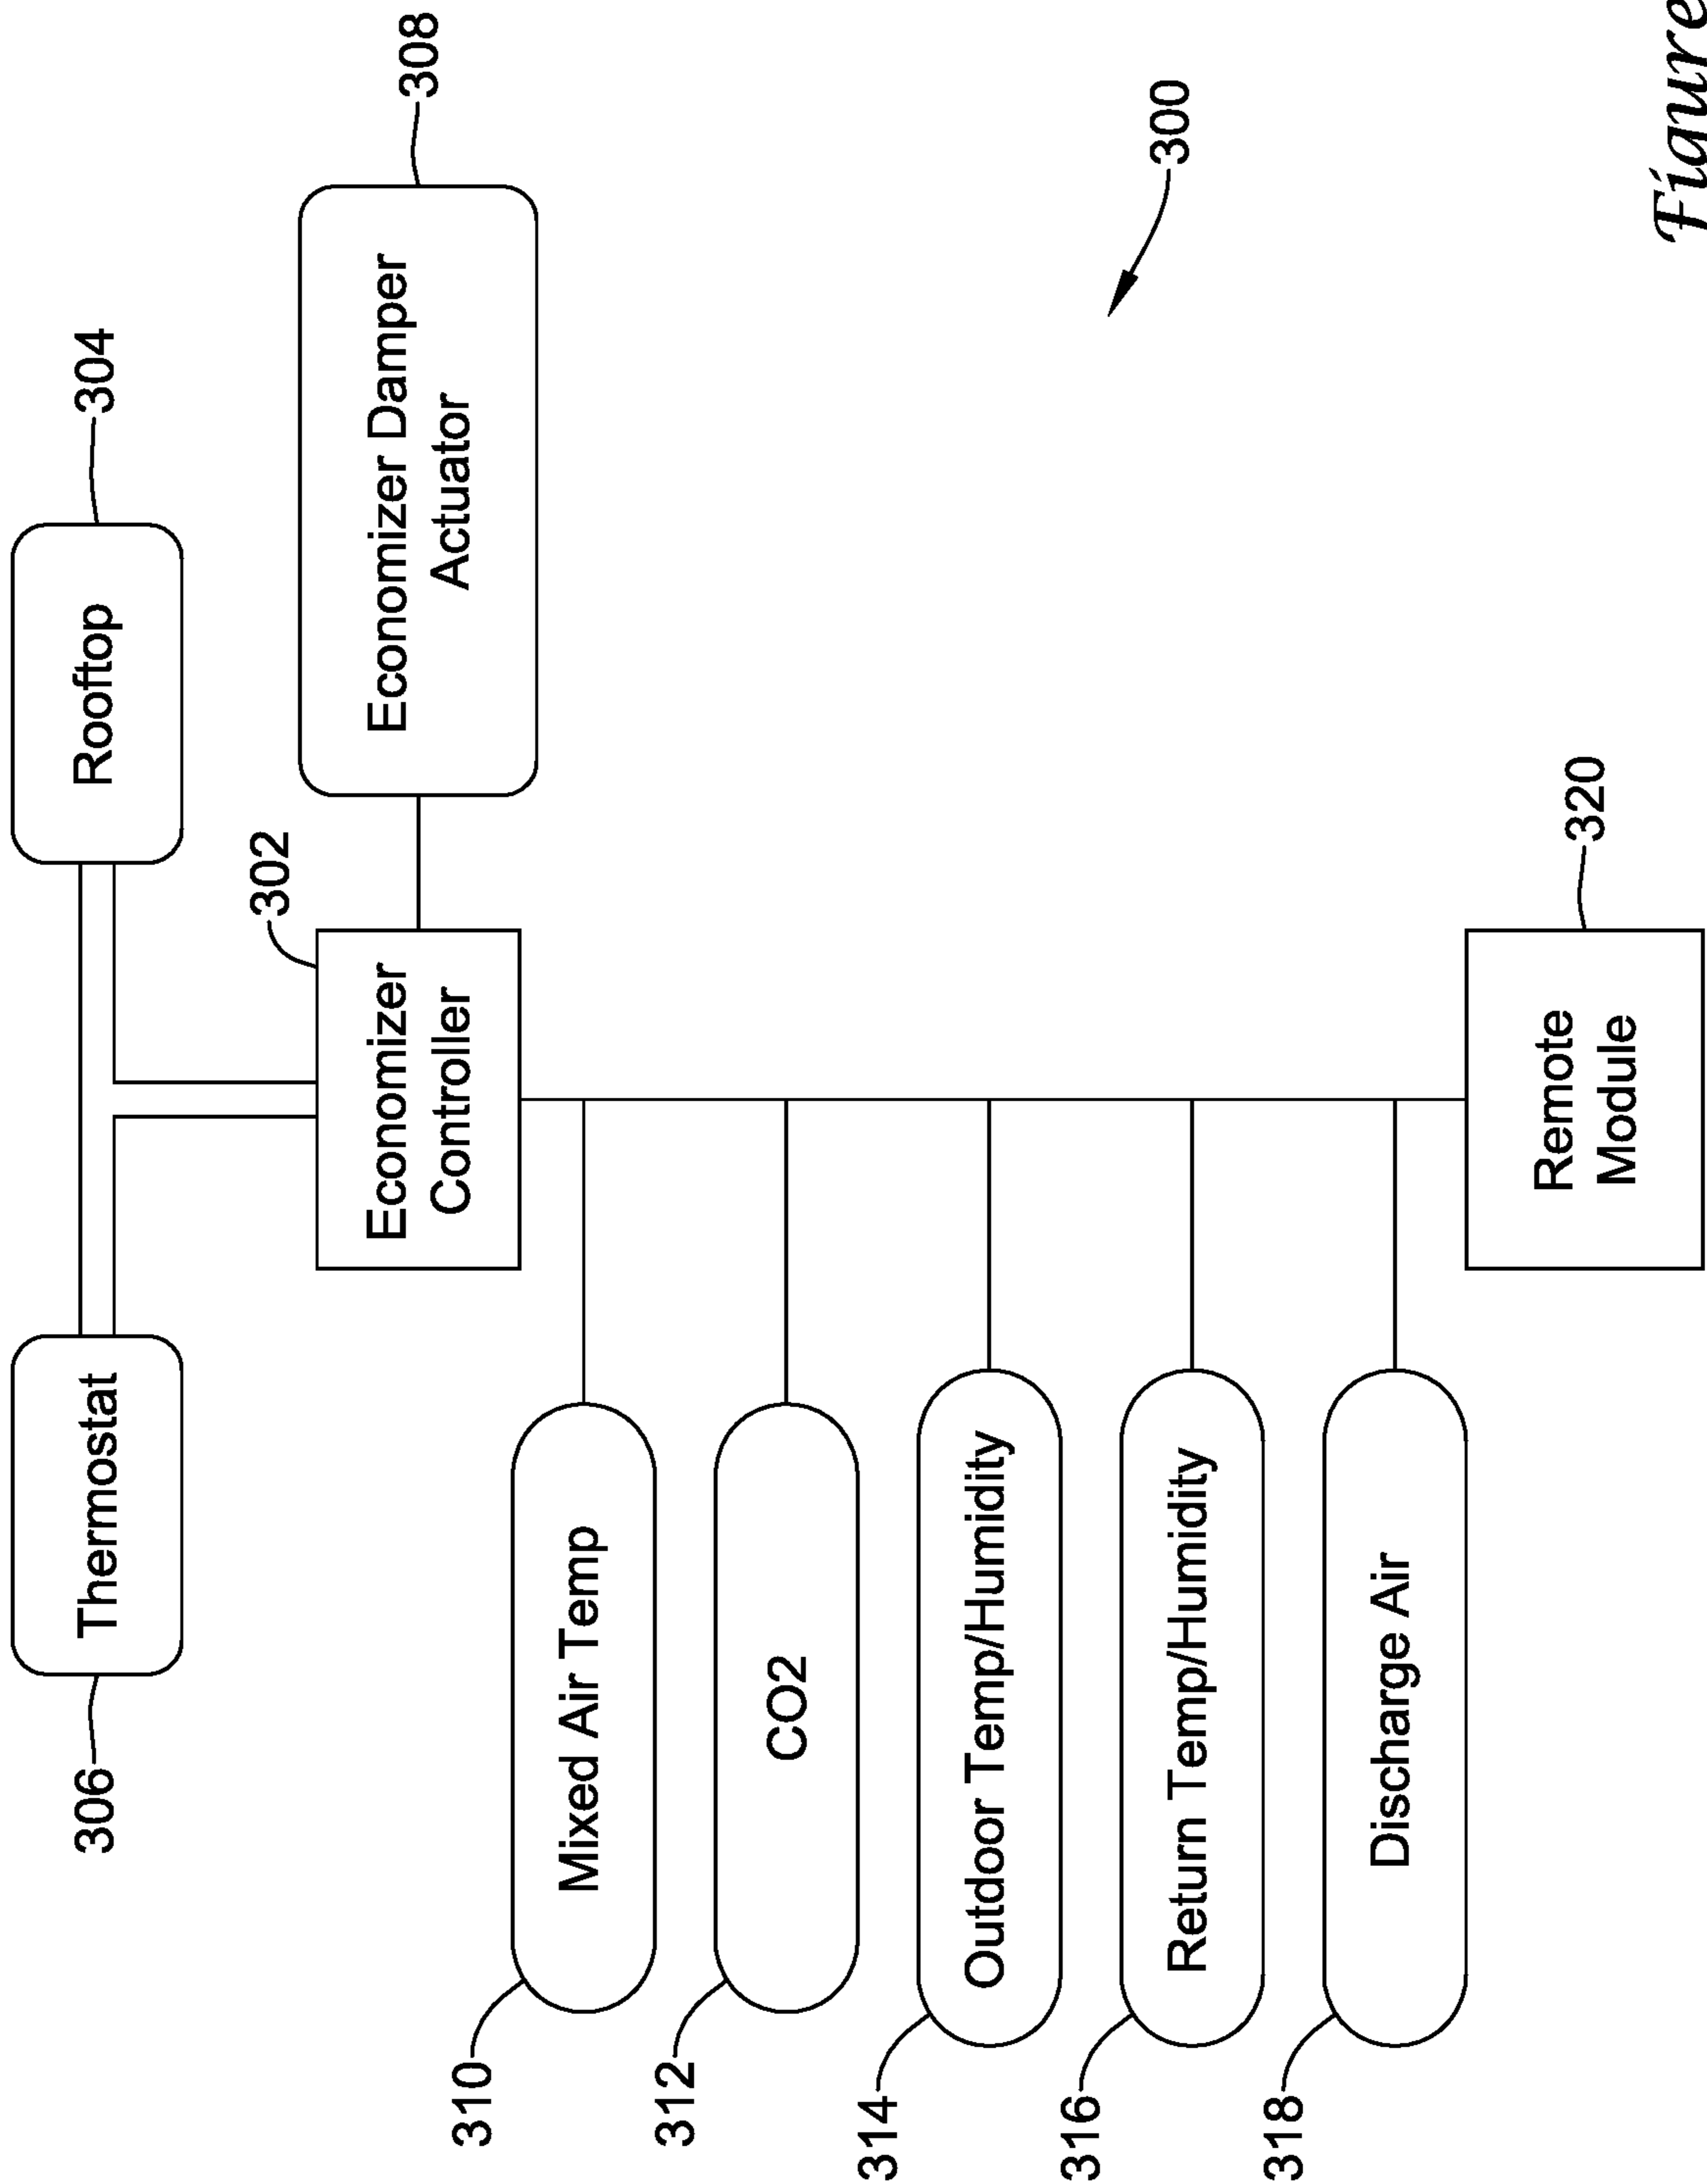 306
Thermostat
Rooftop
304
302
Economizer
Controller
Economizer Damper
Actuator
308
310
Mixed Air Temp
312
CO2
314
Outdoor Temp/Humidity
316
Return Temp/Humidity
318
Discharge Air
300
Remote
Module
320
Figure